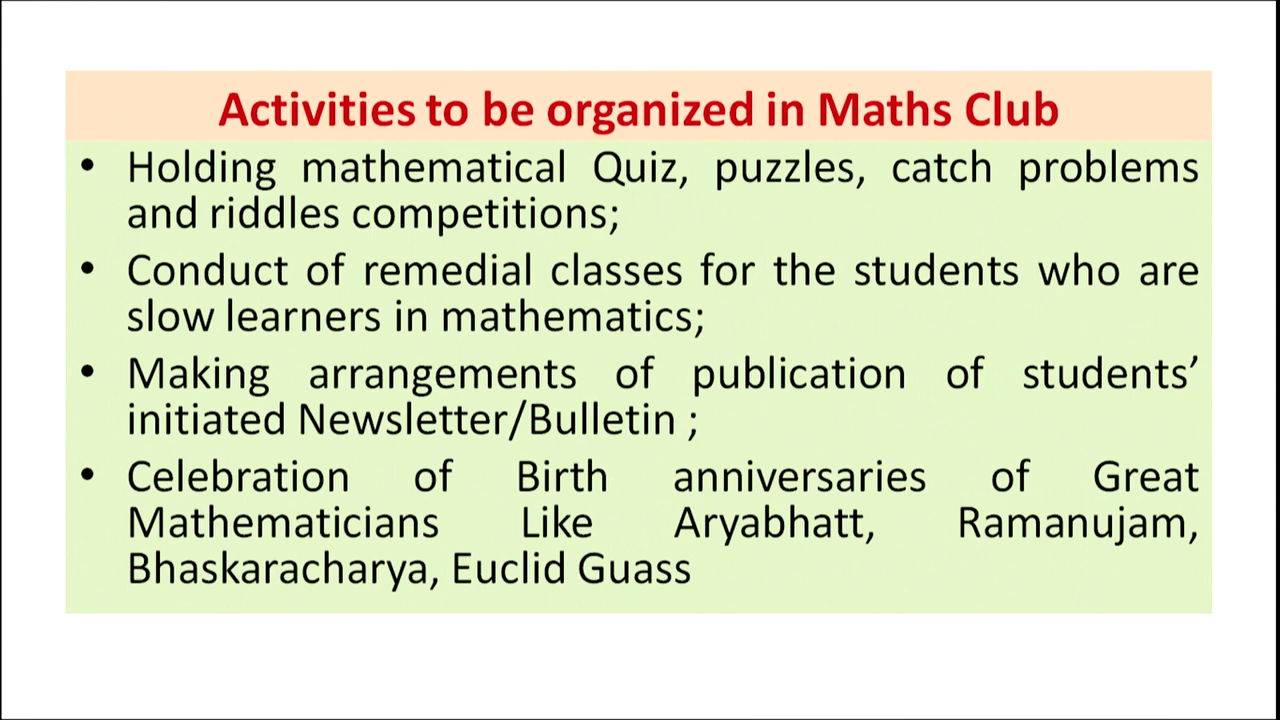 Activities to be organized in Maths Club
• Holding mathematical Quiz, puzzles, catch problems
and riddles competitions;
• Conduct of remedial classes for the students who are
slow learners in mathematics;
• Making arrangements of publication of students’
initiated Newsletter/Bulletin ;
• Celebration of Birth anniversaries of Great
Mathematicians Like Aryabhatt, Ramanujam,
Bhaskaracharya, Euclid Guass